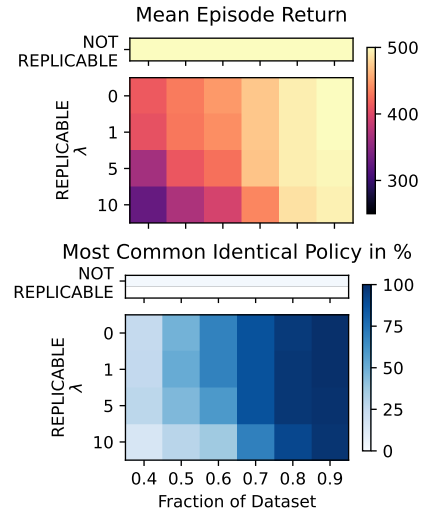 Mean Episode Return
NOT
REPLICABLE
REPLICABLE
λ
0
1
5
10
500
400
300
Most Common Identical Policy in %
NOT
REPLICABLE
REPLICABLE
λ
0
1
5
10
100
75
50
25
0
0.4 0.5 0.6 0.7 0.8 0.9
Fraction of Dataset